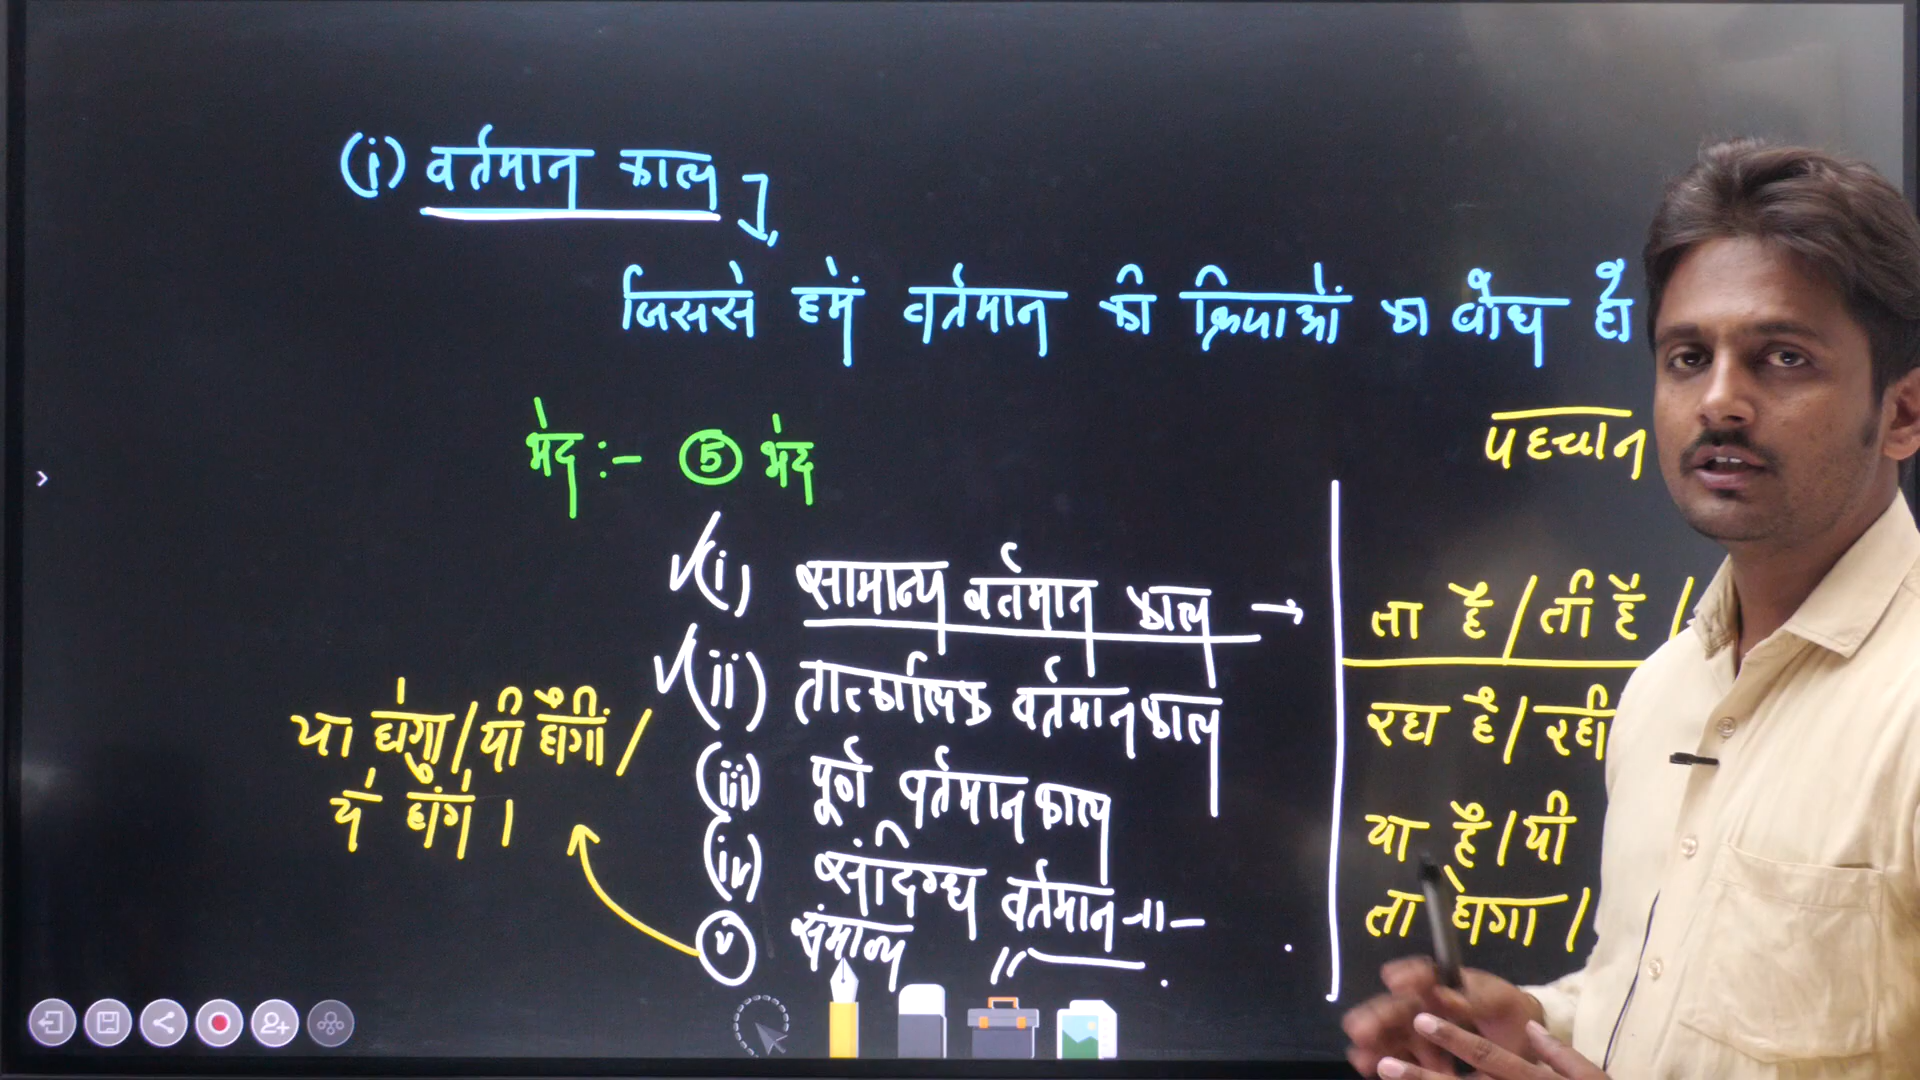 (i) वर्तमान काल
जिससे हमें वर्तमान की क्रियाओं का बोध हो
भेद :- 5 भेद
पहचान
(i) सामान्य वर्तमान काल → ता है / ती है /
(ii) तात्कालिक वर्तमान काल रहा है / रही
(iii) पूर्ण वर्तमान काल या है / यी
(iv) संदिग्ध वर्तमान -11- ता होगा /
(v) संभाव्य "
या होगा / यी होगी /
ये होंगे ।